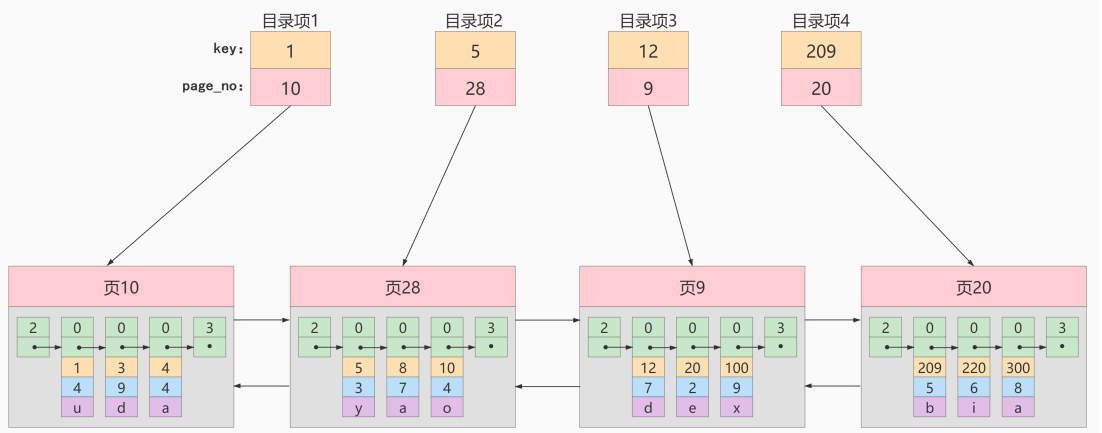 目录项1 目录项2 目录项3 目录项4
key: 1 5 12 209
page_no: 10 28 9 20
页10 页28 页9 页20
2 0 0 0 3 2 0 0 0 3 2 0 0 0 3 2 0 0 0 3
1 3 4 5 8 10 12 20 100 209 220 300
4 9 4 3 7 4 7 2 9 5 6 8
u d a y a o d e x b i a